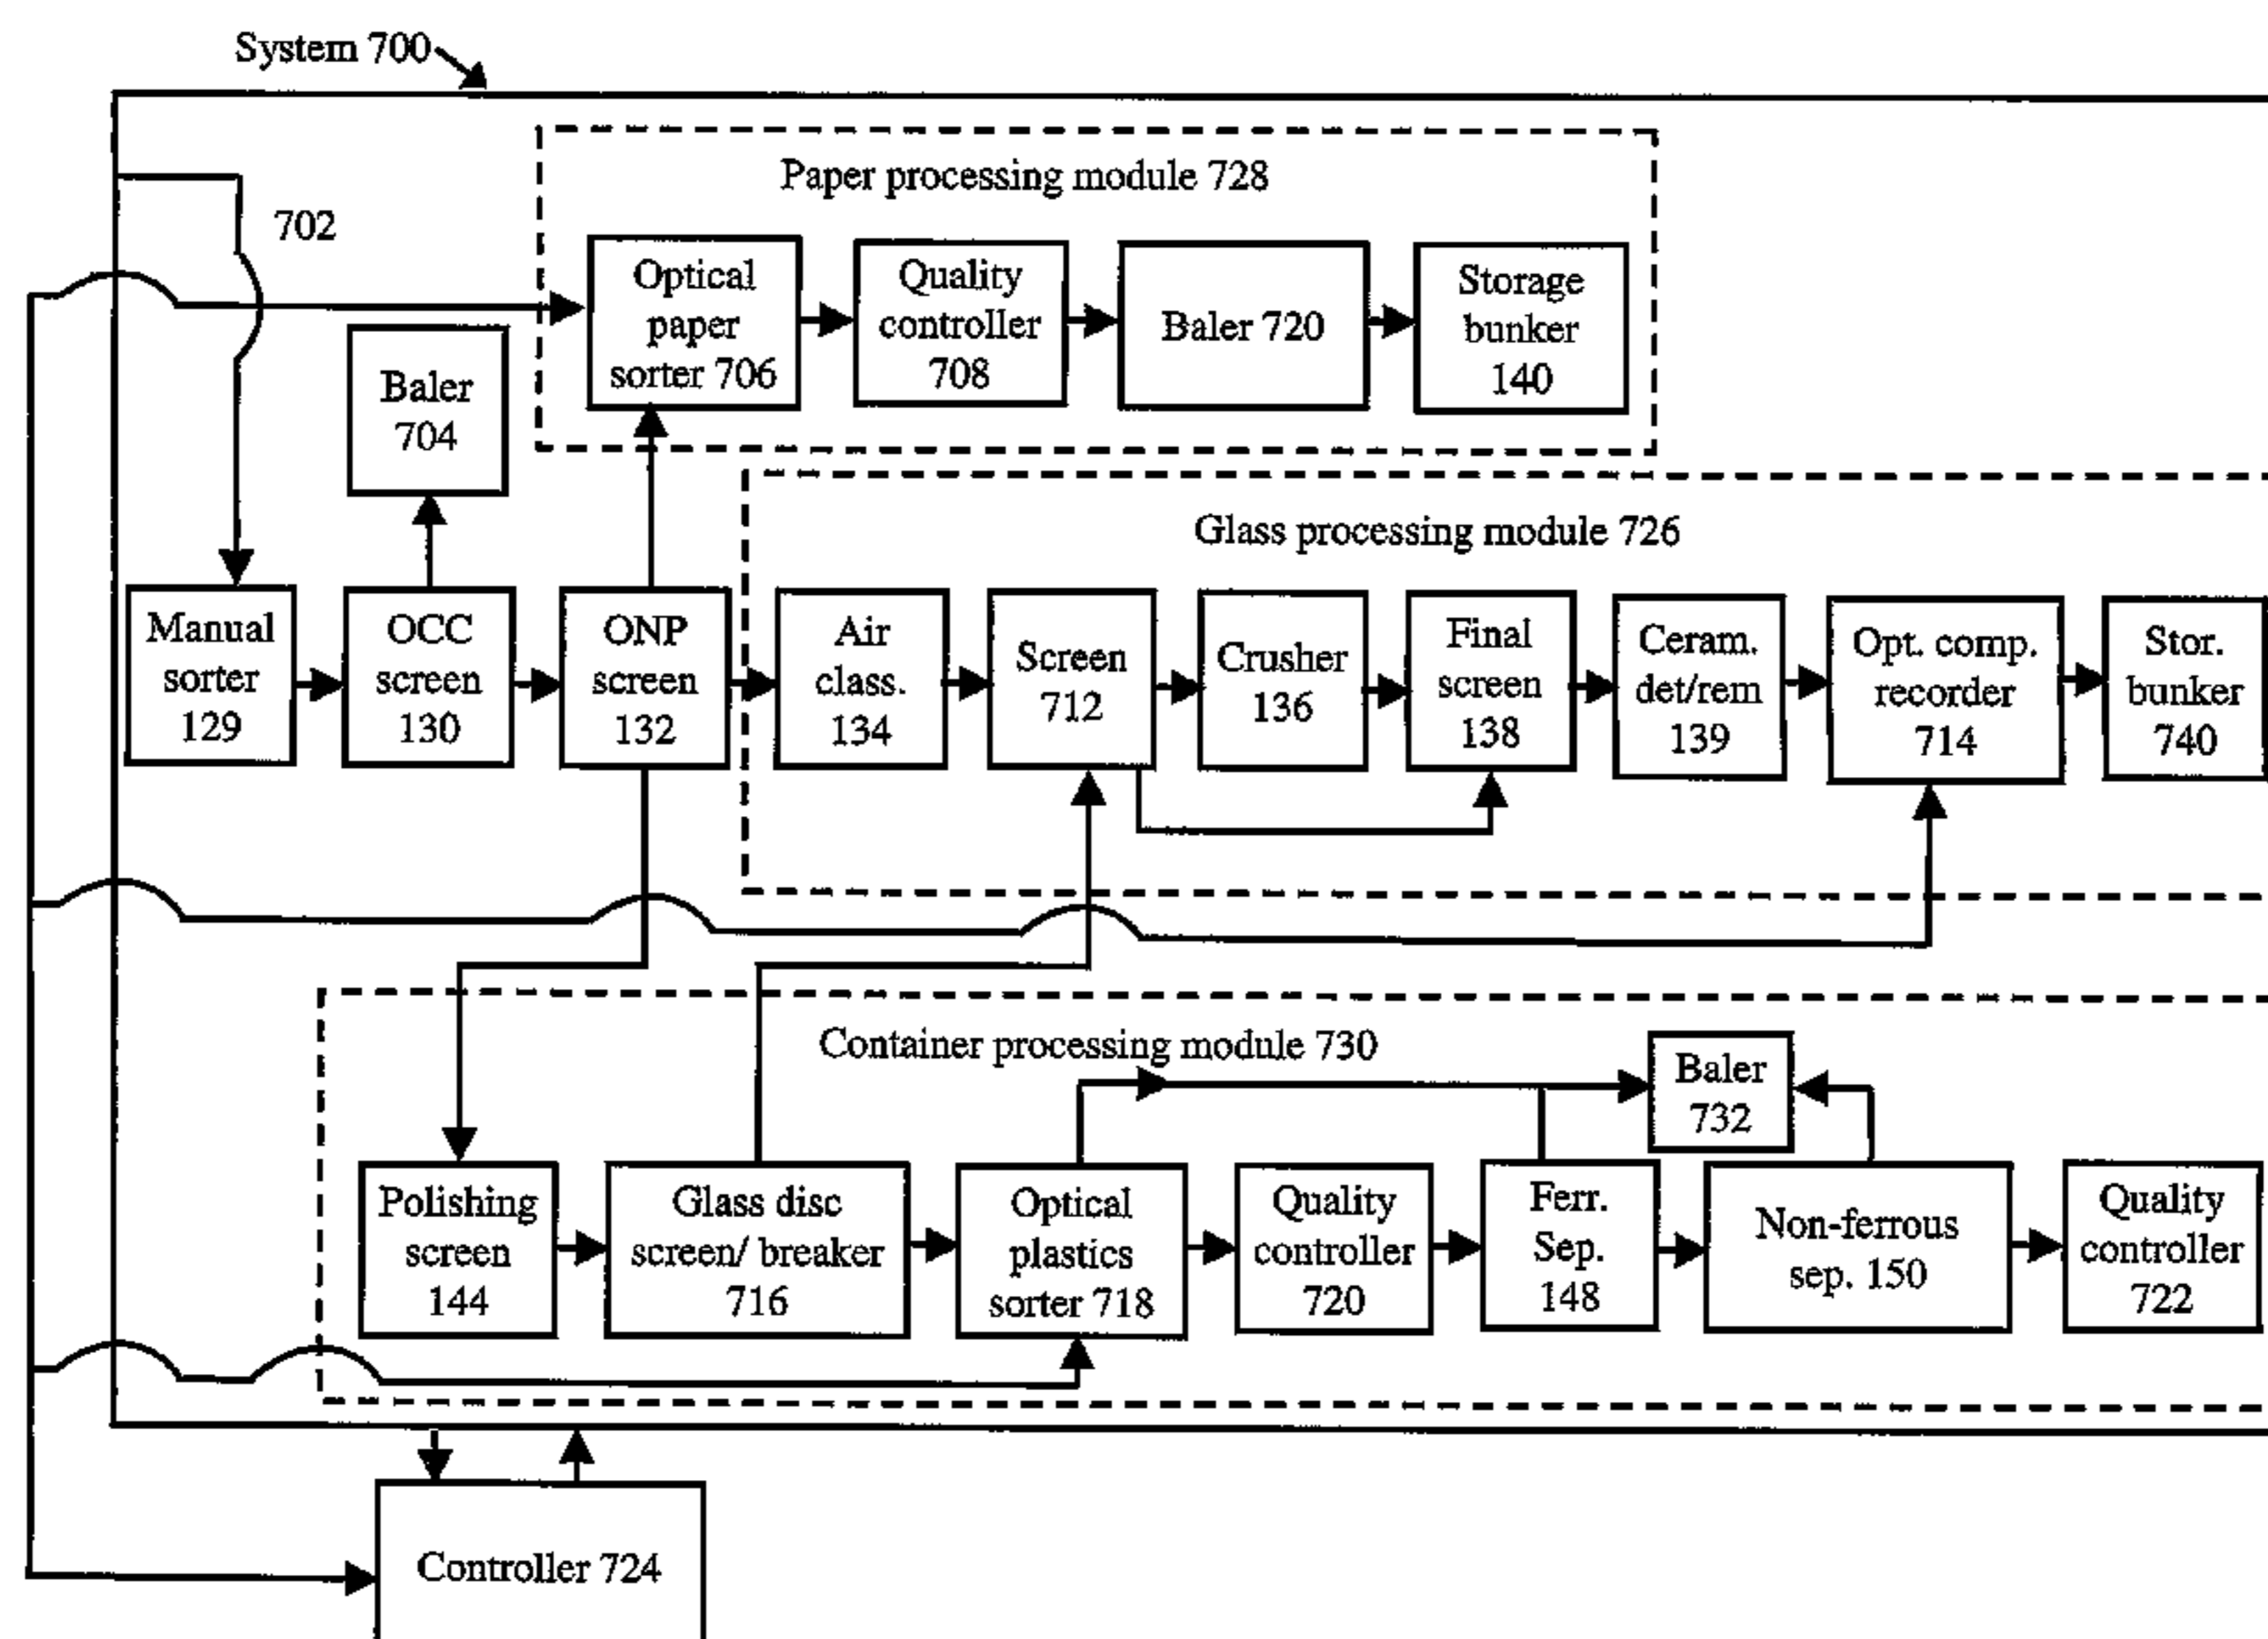 System 700
Paper processing module 728
702
Optical
paper
sorter 706
Quality
controller
708
Baler 720
Storage
bunker
140
Baler
704
Glass processing module 726
Manual
sorter
129
OCC
screen
130
ONP
screen
132
Air
class.
134
Screen
712
Crusher
136
Final
screen
138
Ceram.
det/rem
139
Opt. comp.
recorder
714
Stor.
bunker
740
Container processing module 730
Baler
732
Polishing
screen
144
Glass disc
screen/ breaker
716
Optical
plastics
sorter 718
Quality
controller
720
Ferr.
Sep.
148
Non-ferrous
sep. 150
Quality
controller
722
Controller 724